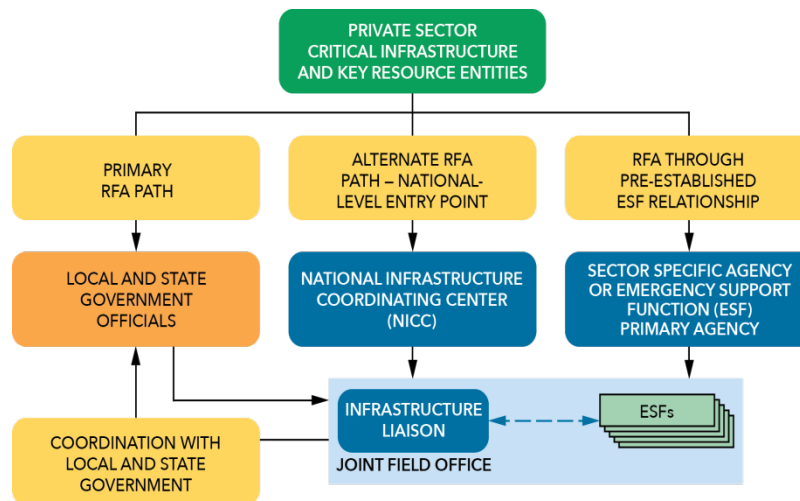 PRIVATE SECTOR
CRITICAL INFRASTRUCTURE
AND KEY RESOURCE ENTITIES
PRIMARY
RFA PATH
ALTERNATE RFA
PATH – NATIONAL-
LEVEL ENTRY POINT
RFA THROUGH
PRE-ESTABLISHED
ESF RELATIONSHIP
LOCAL AND STATE
GOVERNMENT
OFFICIALS
NATIONAL INFRASTRUCTURE
COORDINATING CENTER
(NICC)
SECTOR SPECIFIC AGENCY
OR EMERGENCY SUPPORT
FUNCTION (ESF)
PRIMARY AGENCY
COORDINATION WITH
LOCAL AND STATE
GOVERNMENT
INFRASTRUCTURE
LIAISON
ESFs
JOINT FIELD OFFICE